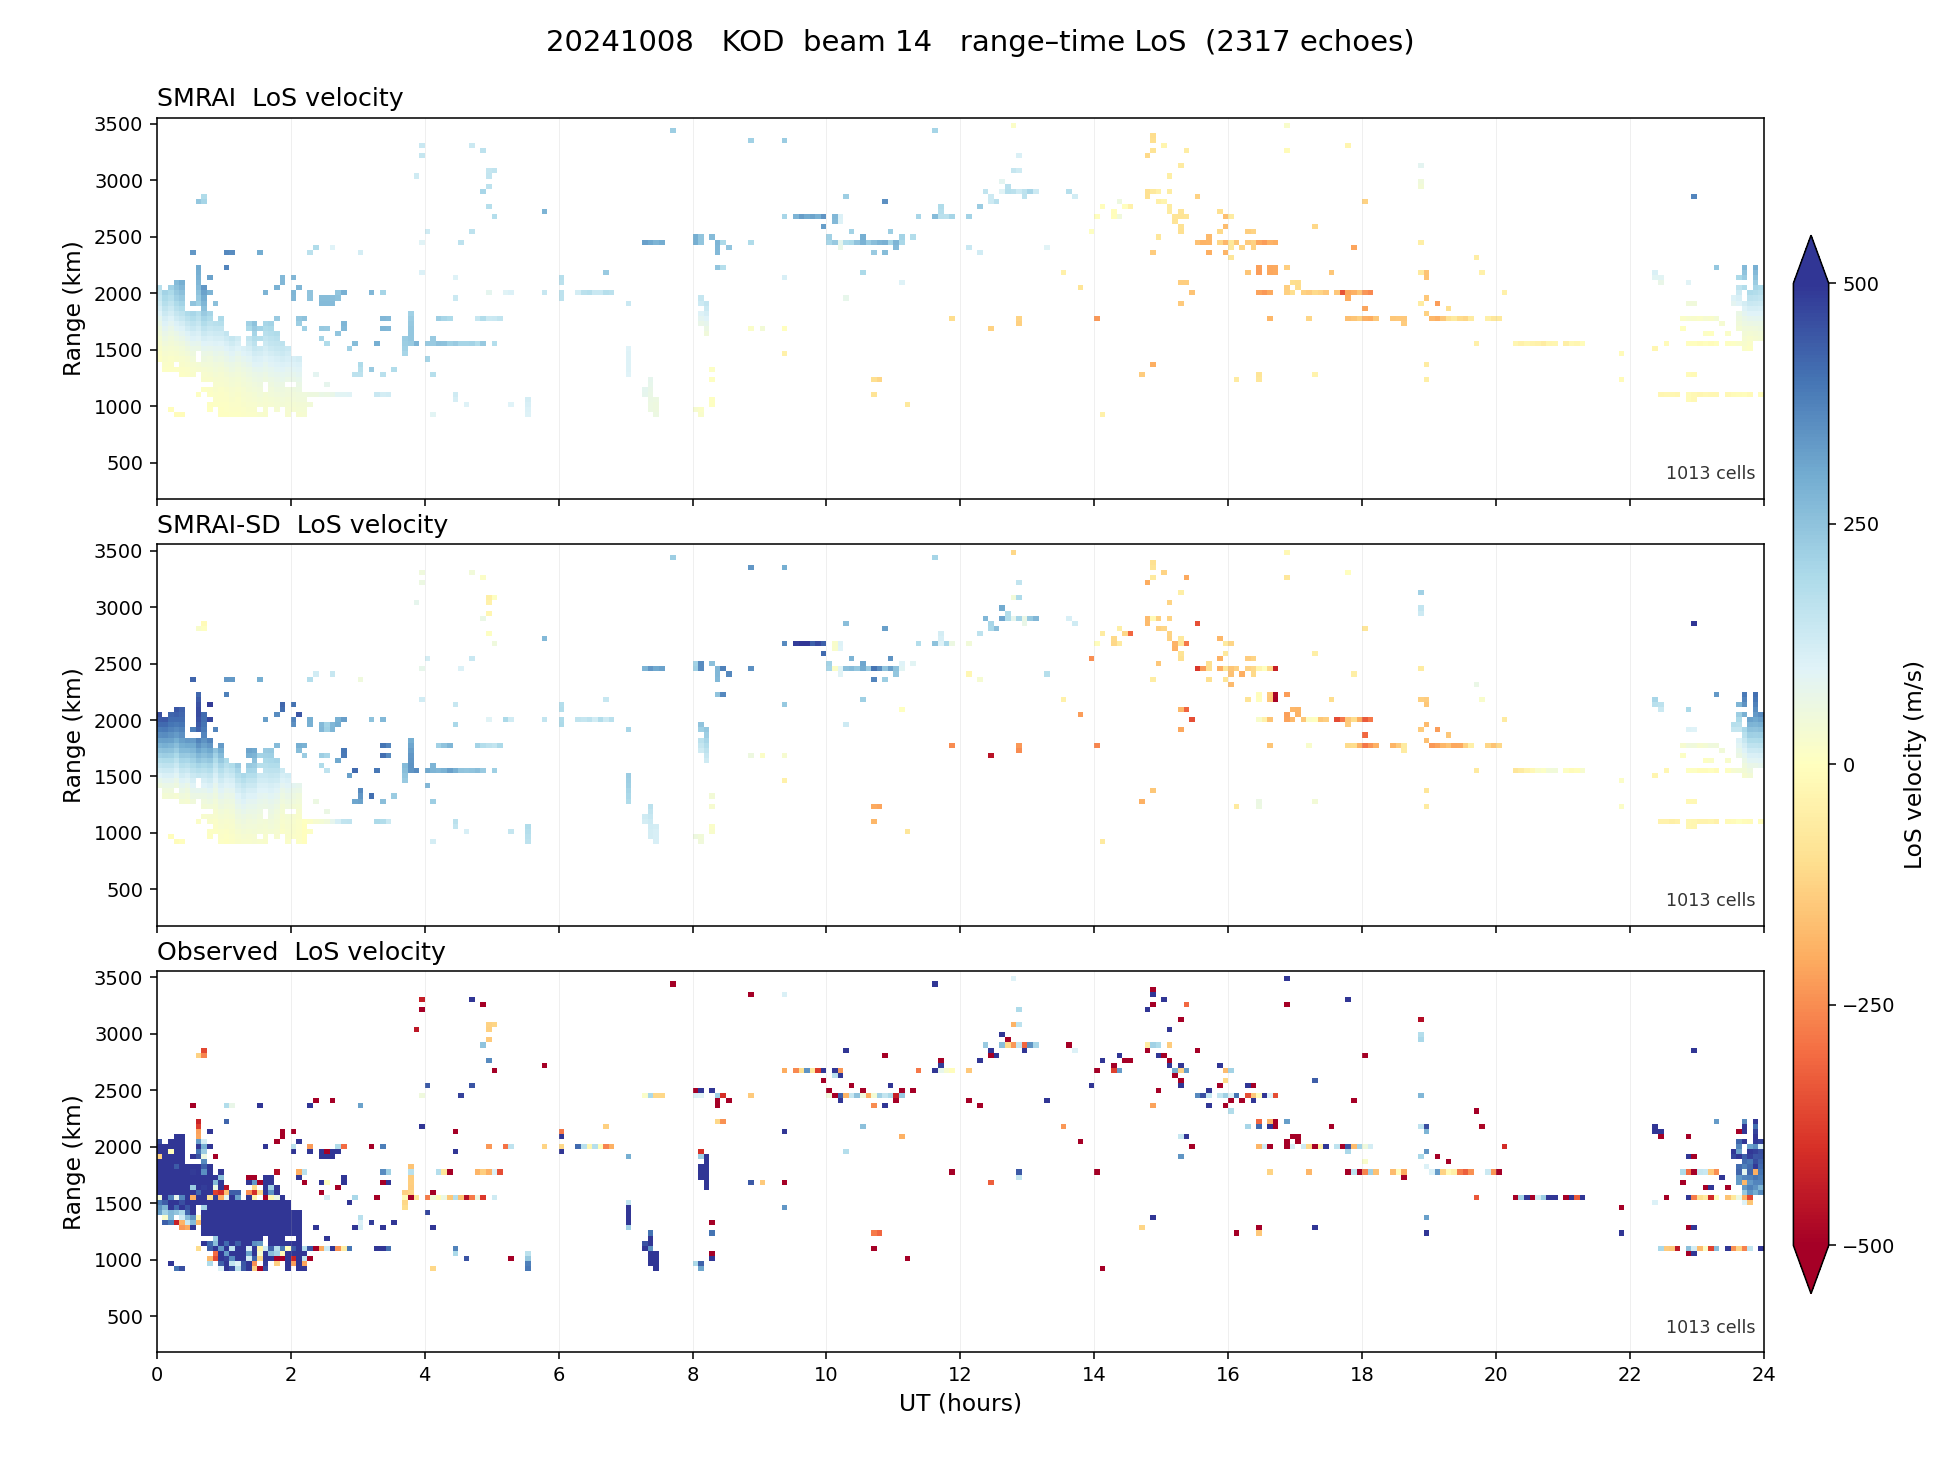 20241008   KOD  beam 14   range–time LoS  (2317 echoes)
SMRAI  LoS velocity
3500
3000
2500
2000
1500
1000
500
Range (km)
1013 cells
SMRAI-SD  LoS velocity
3500
3000
2500
2000
1500
1000
500
Range (km)
1013 cells
Observed  LoS velocity
3500
3000
2500
2000
1500
1000
500
Range (km)
1013 cells
0 2 4 6 8 10 12 14 16 18 20 22 24
UT (hours)
500
250
0
−250
−500
LoS velocity (m/s)